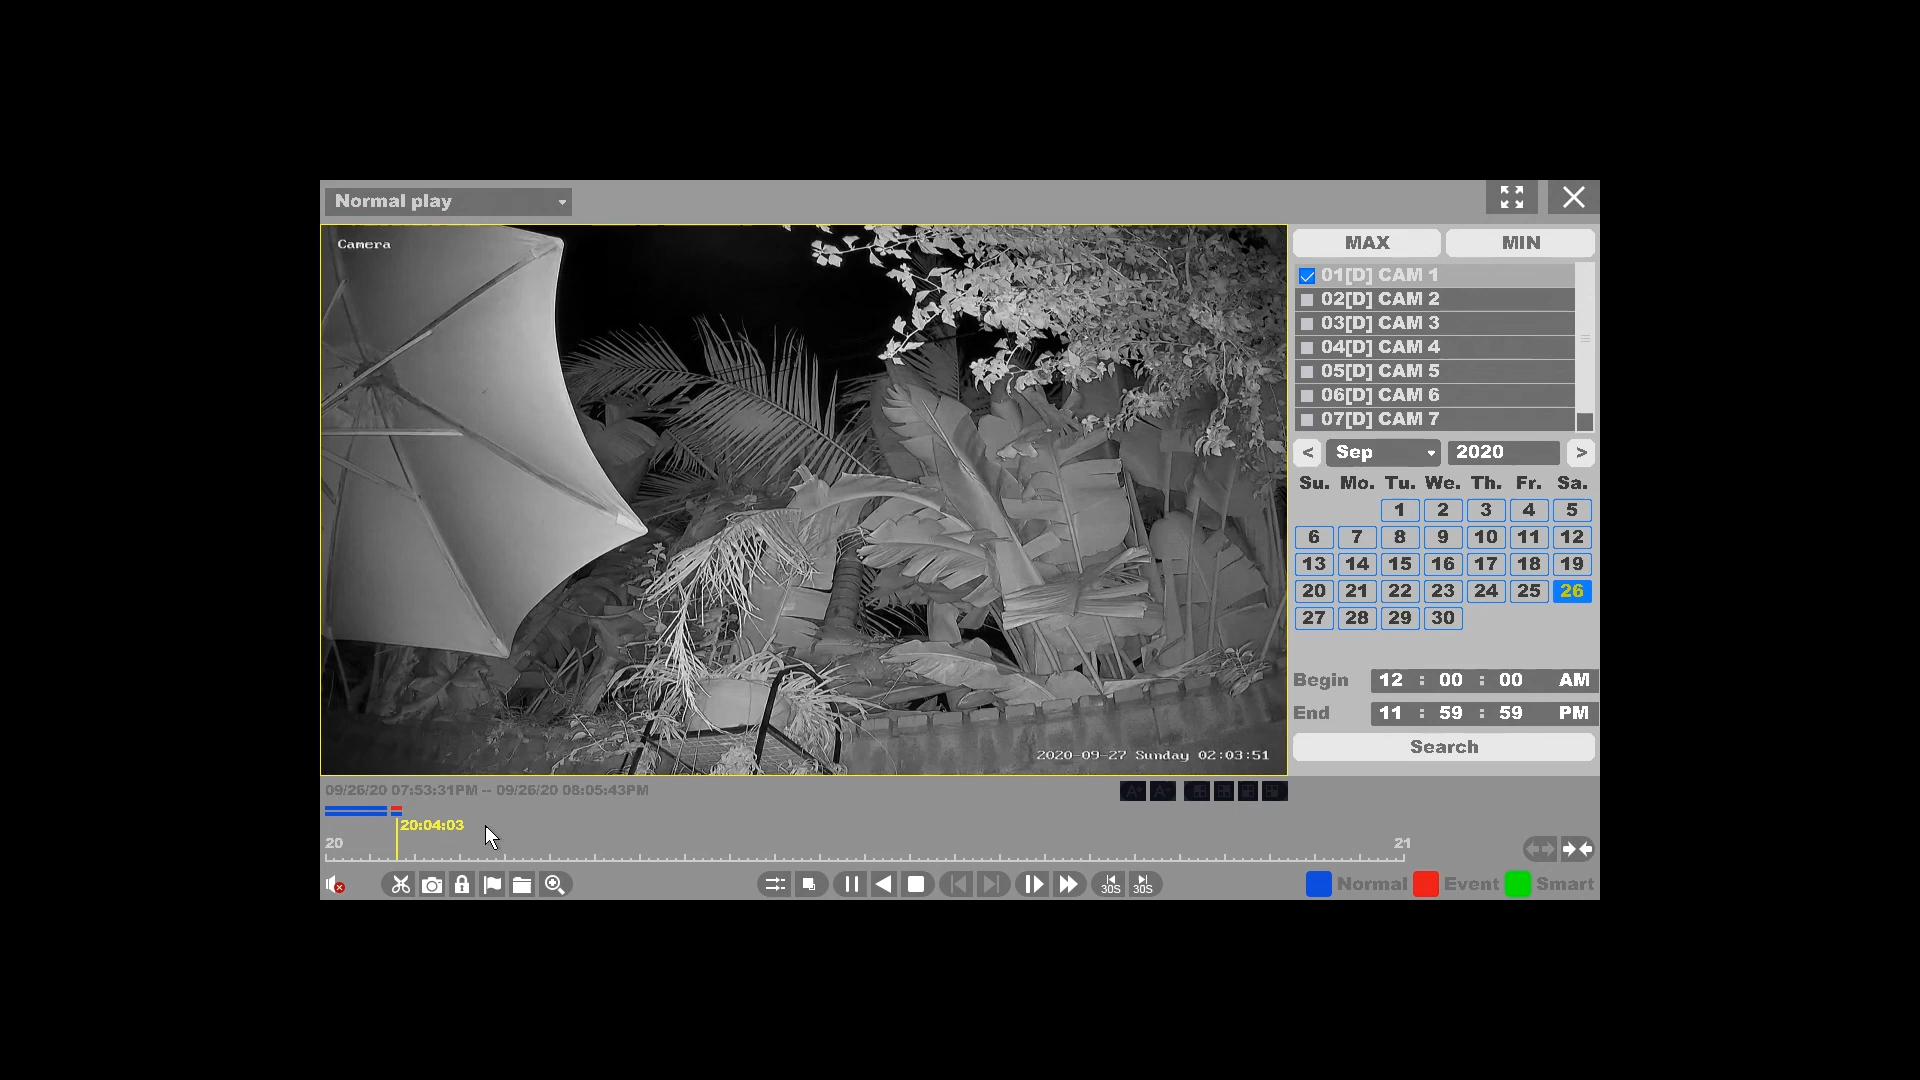 Normal play
Camera
2020-09-27 Sunday 02:03:51
MAX MIN
01[D] CAM 1
02[D] CAM 2
03[D] CAM 3
04[D] CAM 4
05[D] CAM 5
06[D] CAM 6
07[D] CAM 7
< Sep 2020 >
Su. Mo. Tu. We. Th. Fr. Sa.
1 2 3 4 5
6 7 8 9 10 11 12
13 14 15 16 17 18 19
20 21 22 23 24 25 26
27 28 29 30
Begin 12 : 00 : 00 AM
End 11 : 59 : 59 PM
Search
09/26/20 07:53:31PM -- 09/26/20 08:05:43PM
20:04:03
20 21
30S 30S
Normal Event Smart